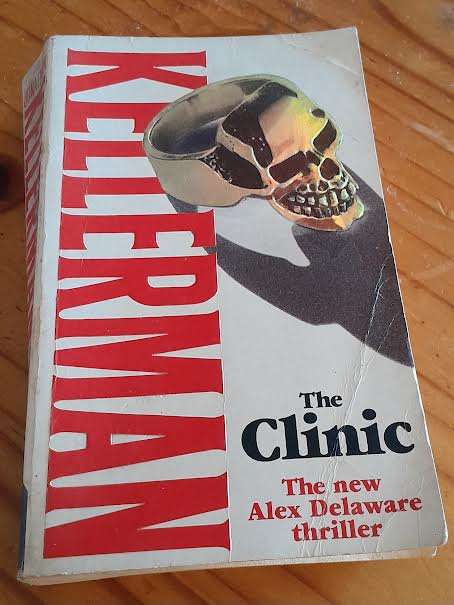 KELLERMAN
The
Clinic
The new
Alex Delaware
thriller